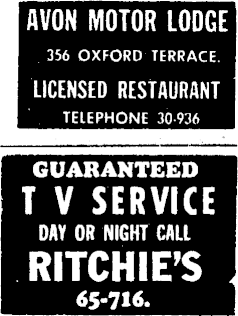 AVON MOTOR LODGE
356 OXFORD TERRACE.
LICENSED RESTAURANT
TELEPHONE 30-936
GUARANTEED
T V SERVICE
DAY OR NIGHT CALL
RITCHIE'S
65-716.